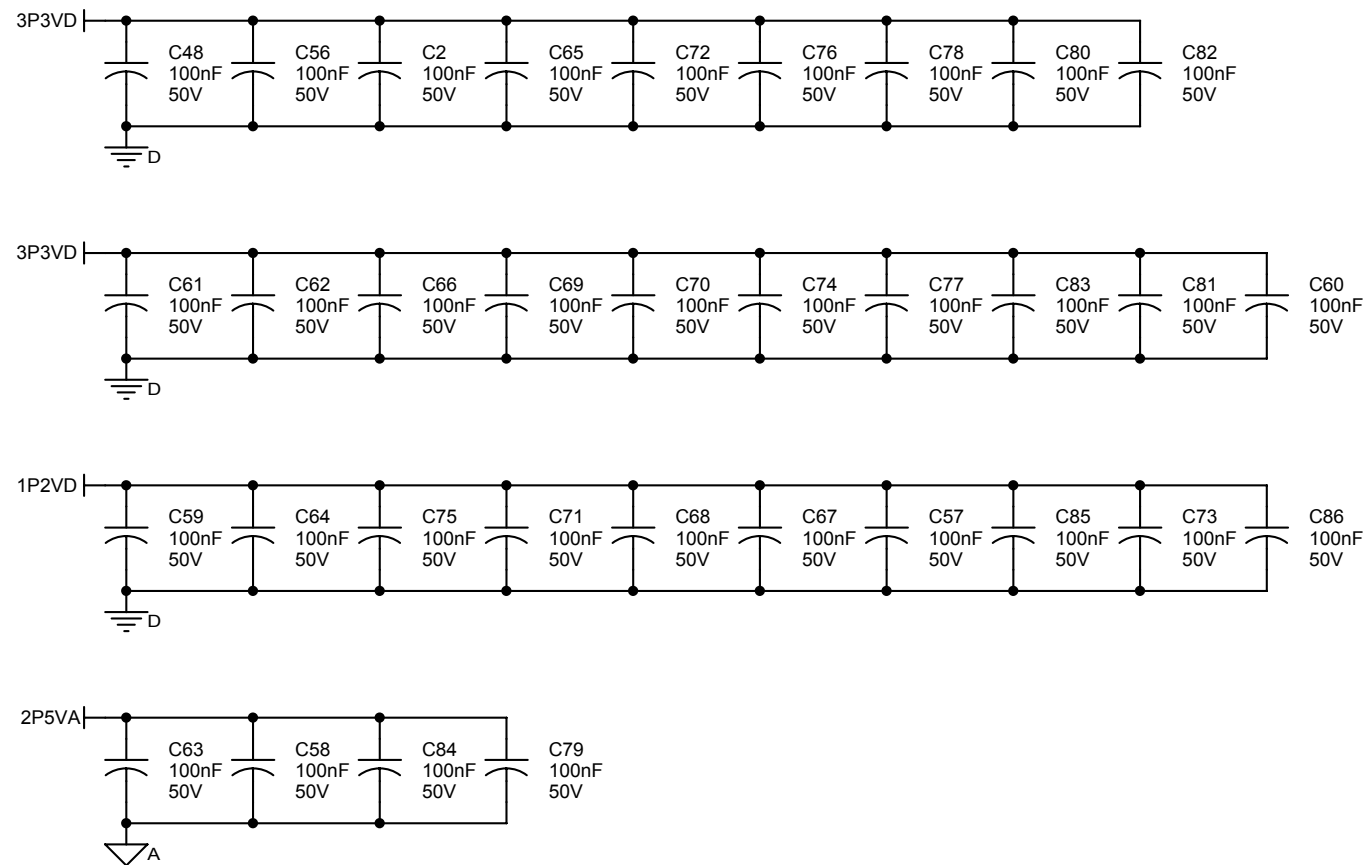 3P3VD
C48 C56 C2 C65 C72 C76 C78 C80 C82
100nF 100nF 100nF 100nF 100nF 100nF 100nF 100nF 100nF
50V 50V 50V 50V 50V 50V 50V 50V 50V
D
3P3VD
C61 C62 C66 C69 C70 C74 C77 C83 C81 C60
100nF 100nF 100nF 100nF 100nF 100nF 100nF 100nF 100nF 100nF
50V 50V 50V 50V 50V 50V 50V 50V 50V 50V
D
1P2VD
C59 C64 C75 C71 C68 C67 C57 C85 C73 C86
100nF 100nF 100nF 100nF 100nF 100nF 100nF 100nF 100nF 100nF
50V 50V 50V 50V 50V 50V 50V 50V 50V 50V
D
2P5VA
C63 C58 C84 C79
100nF 100nF 100nF 100nF
50V 50V 50V 50V
A